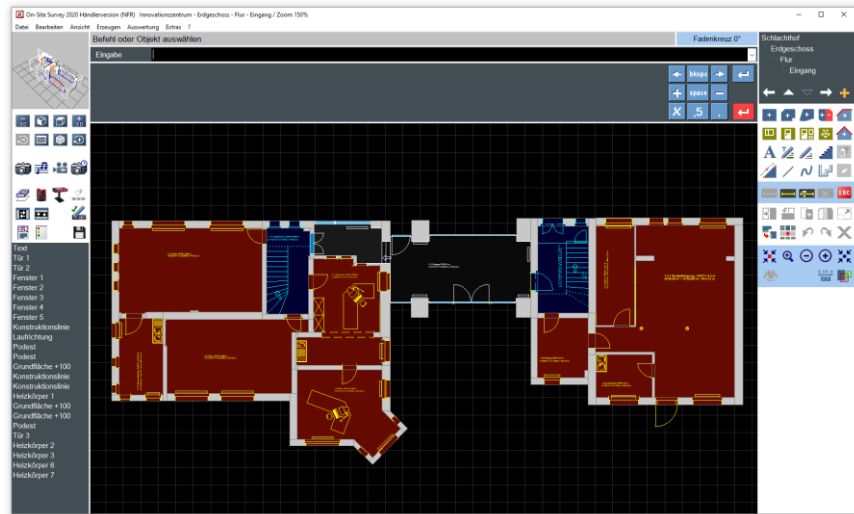 On-Site Survey 2020 Händlerversion (NFR) Innovationszentrum - Erdgeschoss - Flur - Eingang / Zoom 150%
Datei Bearbeiten Ansicht Erzeugen Auswertung Extras ?
Befehl oder Objekt auswählen
Fadenkreuz 0°
Eingabe
bkspc
space
,5 .
Schlachthof
Erdgeschoss
Flur
Eingang
A
ESC
Text
Tür 1
Tür 2
Fenster 1
Fenster 2
Fenster 3
Fenster 4
Fenster 5
Konstruktionslinie
Laufrichtung
Podest
Podest
Grundfläche +100
Konstruktionslinie
Konstruktionslinie
Heizkörper 1
Grundfläche +100
Grundfläche +100
Podest
Tür 3
Heizkörper 2
Heizkörper 3
Heizkörper 6
Heizkörper 7